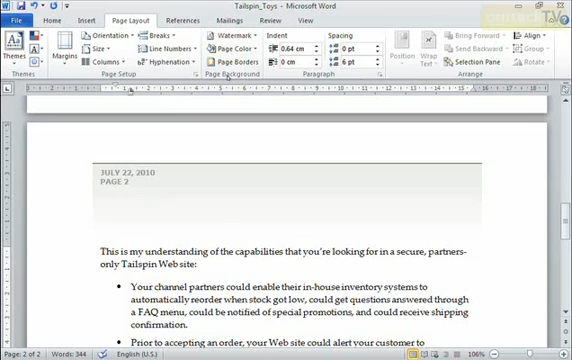 Tailspin_Toys - Microsoft Word
File Home Insert Page Layout References Mailings Review View
Themes
Margins
Orientation
Size
Columns
Breaks
Line Numbers
Hyphenation
Page Setup
Watermark
Page Color
Page Borders
Page Background
Indent
0.64 cm
0 cm
Spacing
0 pt
6 pt
Paragraph
Position
Wrap
Text
Bring Forward
Send Backward
Selection Pane
Align
Group
Rotate
Arrange
JULY 22, 2010
PAGE 2
This is my understanding of the capabilities that you're looking for in a secure, partners-
only Tailspin Web site:
• Your channel partners could enable their in-house inventory systems to
automatically reorder when stock got low, could get questions answered through
a FAQ menu, could be notified of special promotions, and could receive shipping
confirmation.
• Prior to accepting an order, your Web site could alert your customer to
Page: 2 of 2 Words: 344 English (U.S.) 106%